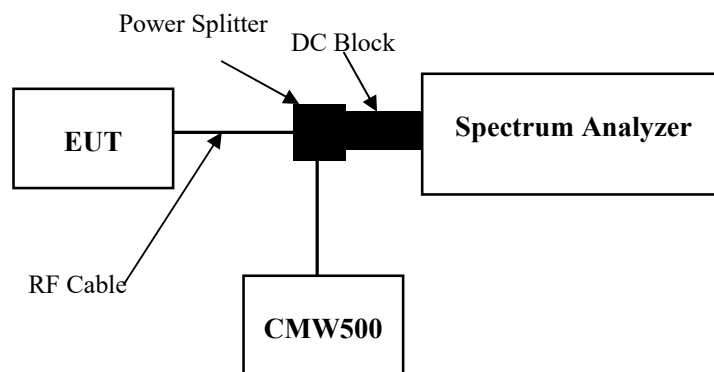 Power Splitter
DC Block
EUT
Spectrum Analyzer
RF Cable
CMW500